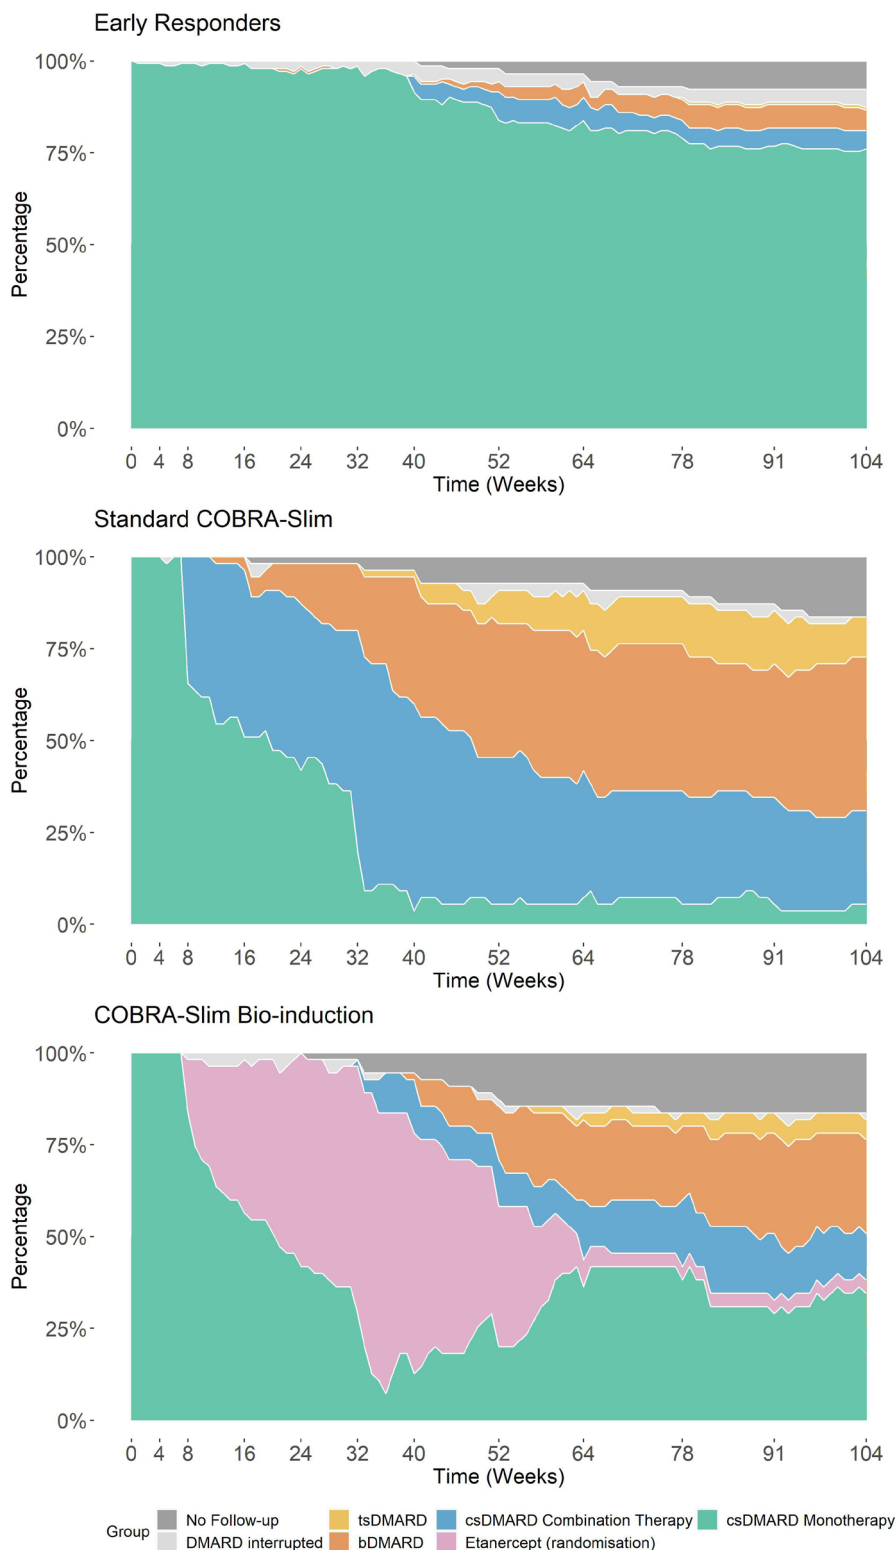 Early Responders
100%
75%
50%
25%
0%
Percentage
0 4 8 16 24 32 40 52 64 78 91 104
Time (Weeks)
Standard COBRA-Slim
100%
75%
50%
25%
0%
Percentage
0 4 8 16 24 32 40 52 64 78 91 104
Time (Weeks)
COBRA-Slim Bio-induction
100%
75%
50%
25%
0%
Percentage
0 4 8 16 24 32 40 52 64 78 91 104
Time (Weeks)
Group
No Follow-up tsDMARD csDMARD Combination Therapy csDMARD Monotherapy
DMARD interrupted bDMARD Etanercept (randomisation)